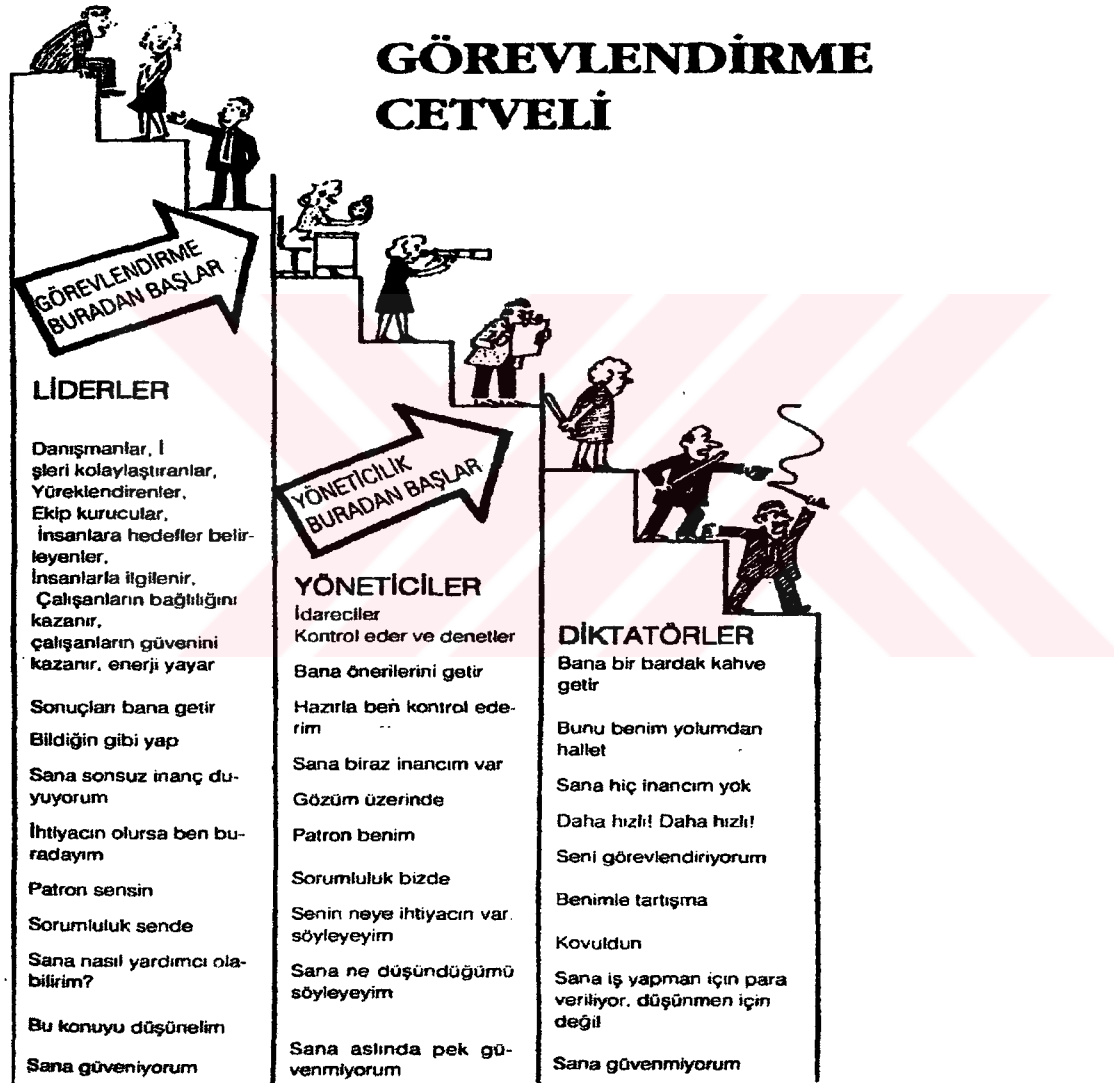 GÖREVLENDİRME
CETVELİ
GÖREVLENDİRME
BURADAN BAŞLAR
LİDERLER
Danışmanlar, İ
şleri kolaylaştıranlar,
Yüreklendirenler,
Ekip kurucular,
İnsanlara hedefler belir-
leyenler,
İnsanlarla ilgilenir,
Çalışanların bağlılığını
kazanır,
çalışanların güvenini
kazanır, enerji yayar
Sonuçları bana getir
Bildiğin gibi yap
Sana sonsuz inanç du-
yuyorum
İhtiyacın olursa ben bu-
radayım
Patron sensin
Sorumluluk sende
Sana nasıl yardımcı ola-
bilirim?
Bu konuyu düşünelim
Sana güveniyorum
YÖNETİCİLİK
BURADAN BAŞLAR
YÖNETİCİLER
İdareciler
Kontrol eder ve denetler
Bana önerilerini getir
Hazırla ben kontrol ede-
rim
Sana biraz inancım var
Gözüm üzerinde
Patron benim
Sorumluluk bizde
Senin neye ihtiyacın var,
söyleyeyim
Sana ne düşündüğümü
söyleyeyim
Sana aslında pek gü-
venmiyorum
DİKTATÖRLER
Bana bir bardak kahve
getir
Bunu benim yolumdan
hallet
Sana hiç inancım yok
Daha hızlı! Daha hızlı!
Seni görevlendiriyorum
Benimle tartışma
Kovuldun
Sana iş yapman için para
veriliyor, düşünmen için
değil
Sana güvenmiyorum